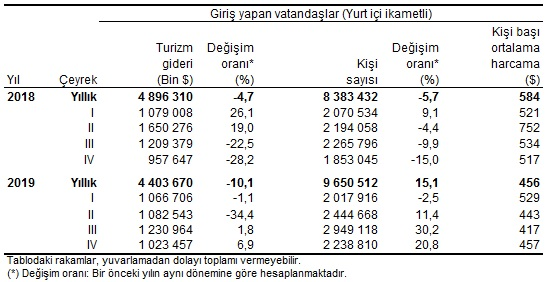 Giriş yapan vatandaşlar (Yurt içi ikametli)
Turizm Değişim Değişim Kişi başı
gideri oranı* Kişi oranı* ortalama
Yıl Çeyrek (Bin $) (%) sayısı (%) harcama ($)
2018 Yıllık 4 896 310 -4,7 8 383 432 -5,7 584
I 1 079 008 26,1 2 070 534 9,1 521
II 1 650 276 19,0 2 194 058 -4,4 752
III 1 209 379 -22,5 2 265 796 -9,9 534
IV 957 647 -28,2 1 853 045 -15,0 517
2019 Yıllık 4 403 670 -10,1 9 650 512 15,1 456
I 1 066 706 -1,1 2 017 916 -2,5 529
II 1 082 543 -34,4 2 444 668 11,4 443
III 1 230 964 1,8 2 949 118 30,2 417
IV 1 023 457 6,9 2 238 810 20,8 457
Tablodaki rakamlar, yuvarlamadan dolayı toplamı vermeyebilir.
(*) Değişim oranı: Bir önceki yılın aynı dönemine göre hesaplanmaktadır.